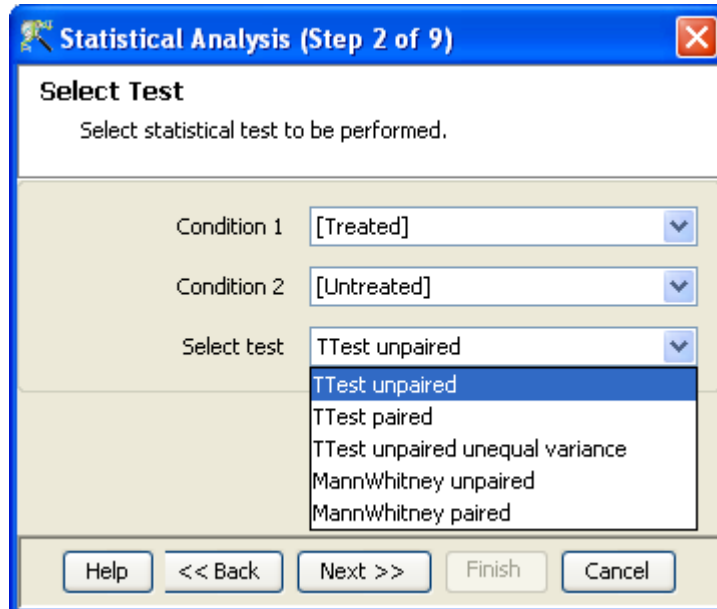 Statistical Analysis (Step 2 of 9)
Select Test
Select statistical test to be performed.
Condition 1 [Treated]
Condition 2 [Untreated]
Select test TTest unpaired
TTest unpaired
TTest paired
TTest unpaired unequal variance
MannWhitney unpaired
MannWhitney paired
Help << Back Next >> Finish Cancel